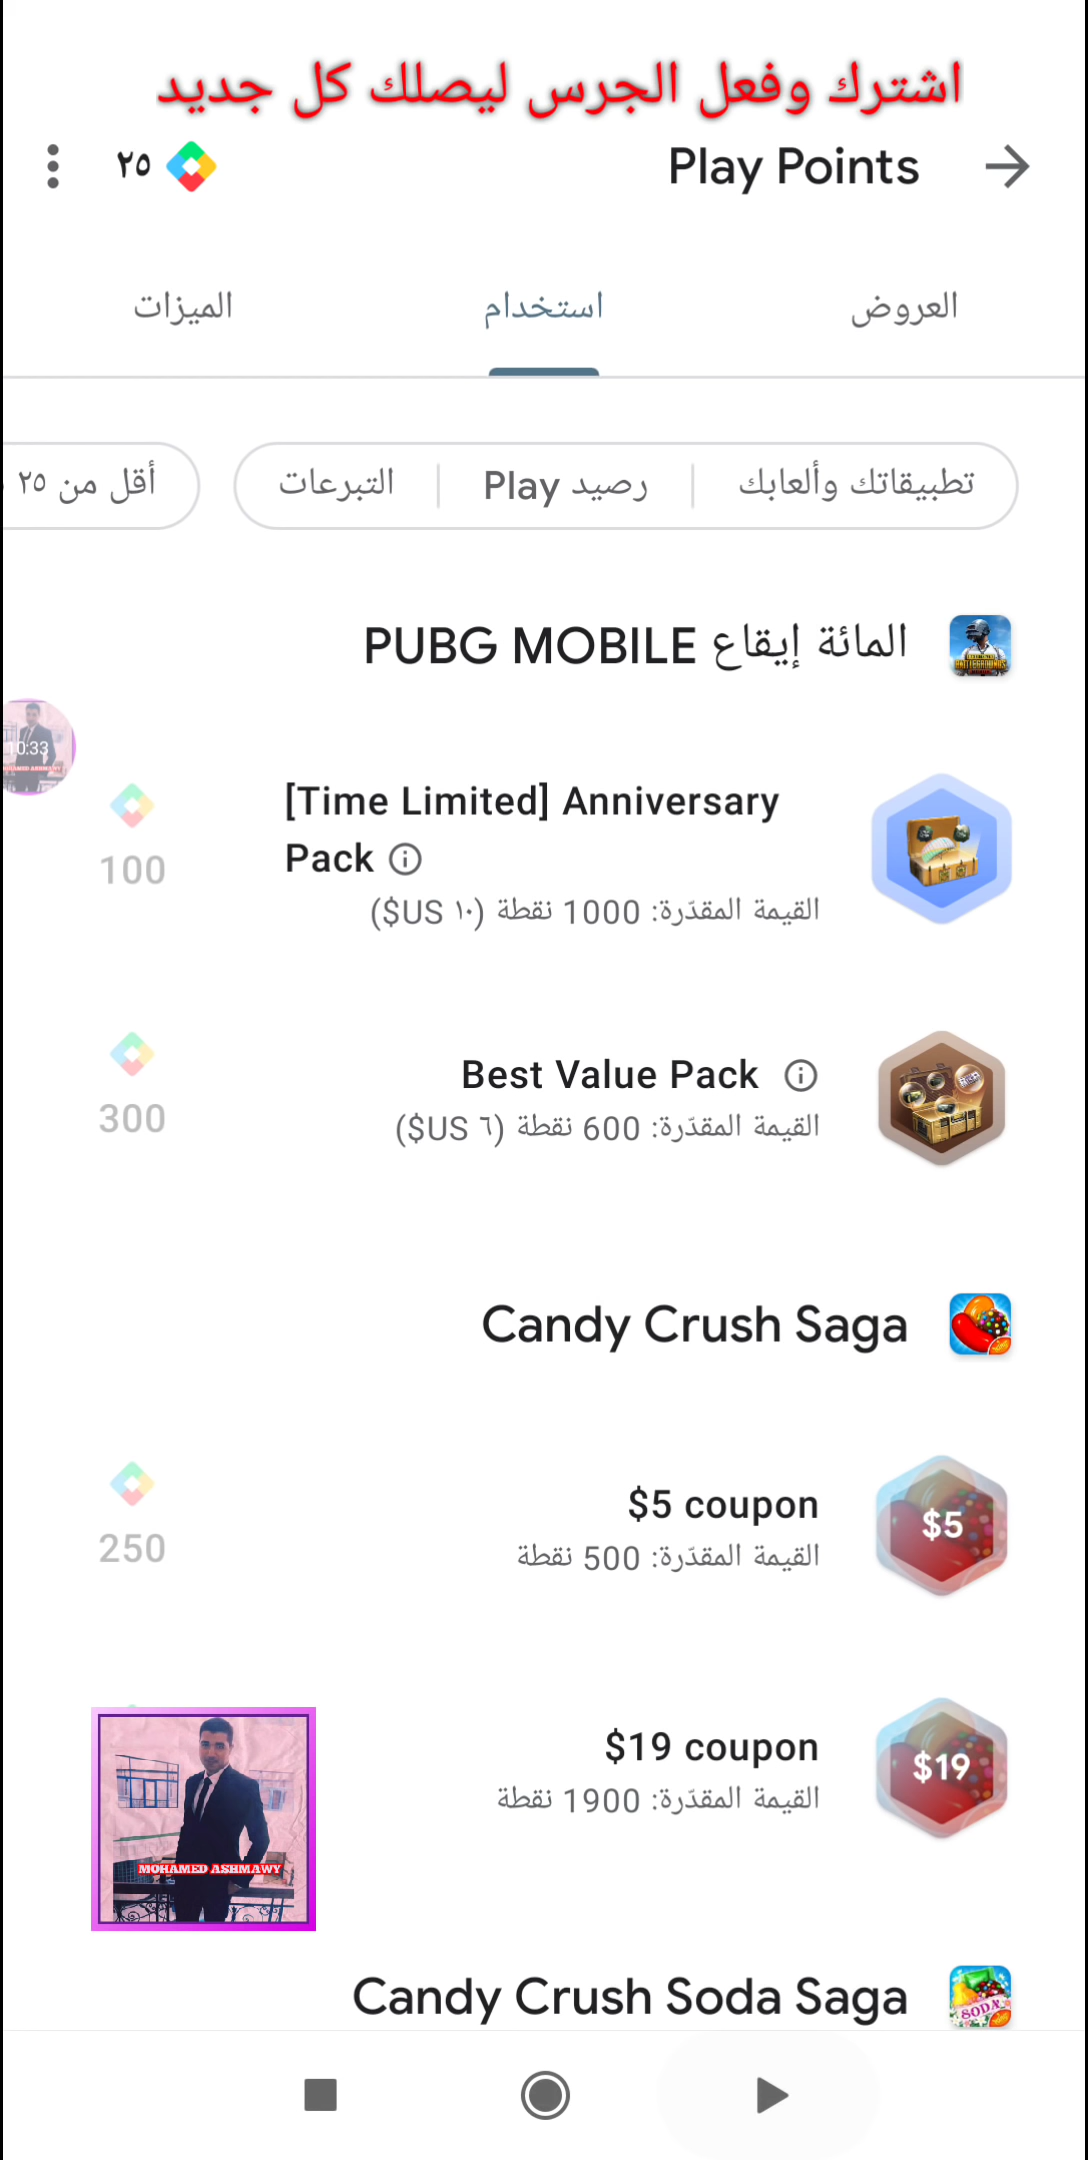 اشترك وفعل الجرس ليصلك كل جديد
Play Points
٢٥
العروض
استخدام
الميزات
تطبيقاتك وألعابك
رصيد Play
التبرعات
أقل من ٢٥
المائة إيقاع PUBG MOBILE
10:33
[Time Limited] Anniversary
Pack
القيمة المقدّرة: 1000 نقطة (١٠ US$)
100
Best Value Pack
القيمة المقدّرة: 600 نقطة (٦ US$)
300
Candy Crush Saga
$5
$5 coupon
القيمة المقدّرة: 500 نقطة
250
$19
$19 coupon
القيمة المقدّرة: 1900 نقطة
MOHAMED ASHMAWY
Candy Crush Soda Saga
SODA